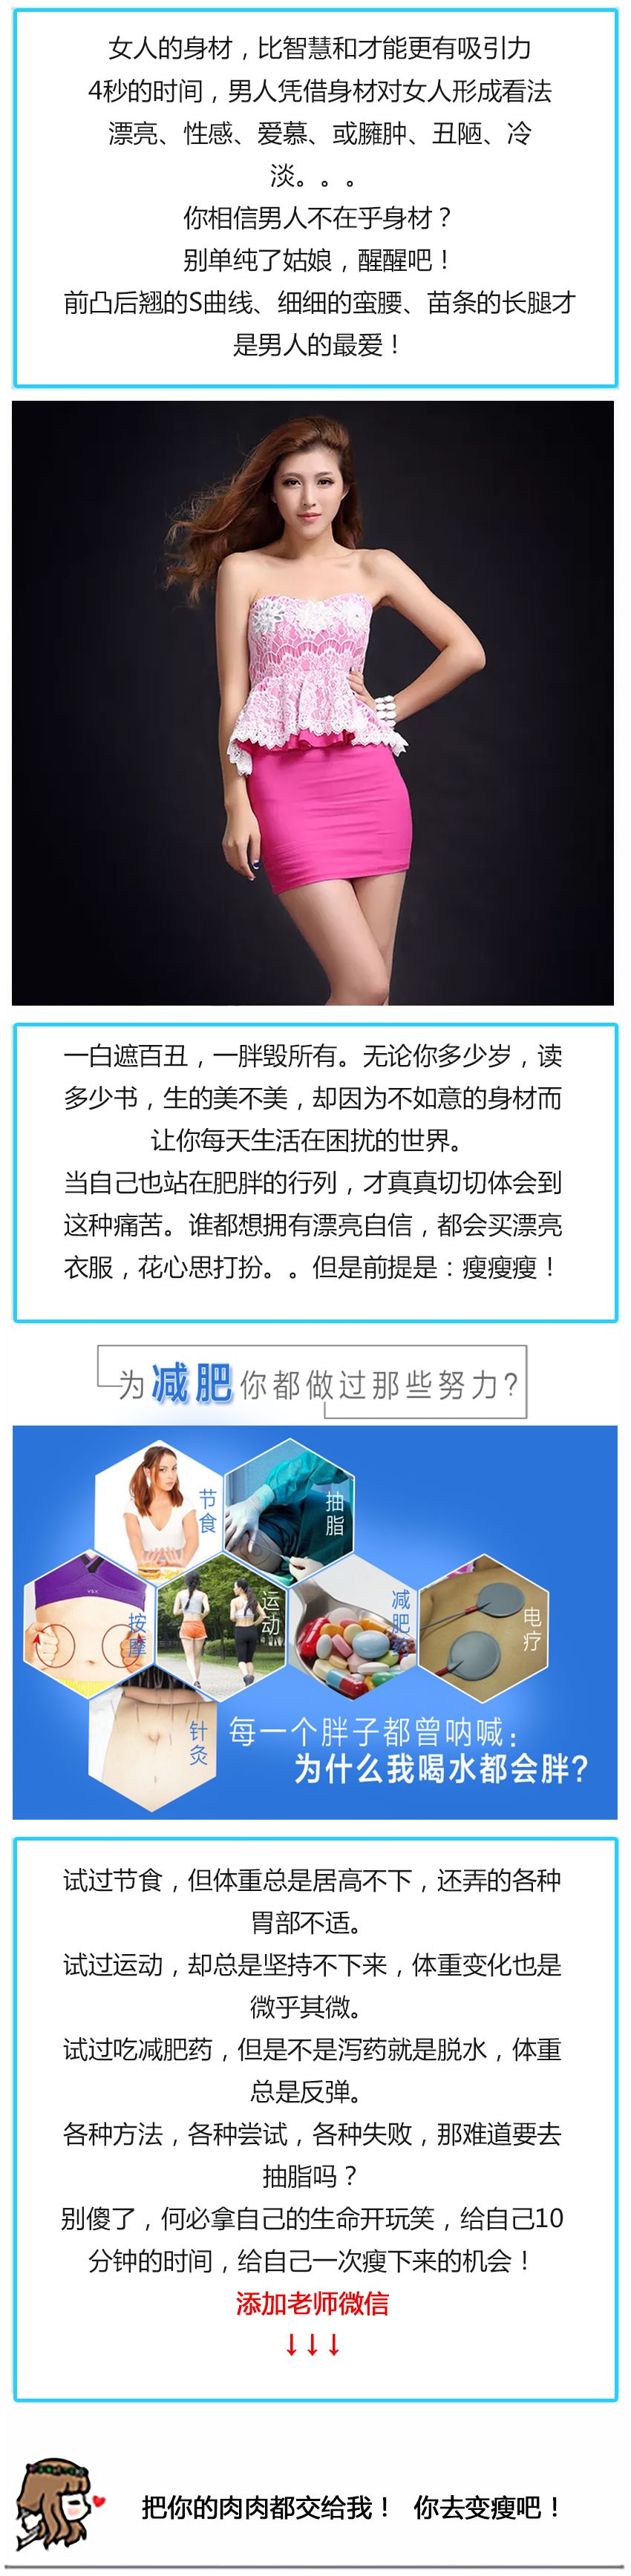 女人的身材，比智慧和才能更有吸引力
4秒的时间，男人凭借身材对女人形成看法
漂亮、性感、爱慕、或臃肿、丑陋、冷
淡。。。
你相信男人不在乎身材？
别单纯了姑娘，醒醒吧！
前凸后翘的S曲线、细细的蛮腰、苗条的长腿才
是男人的最爱！
一白遮百丑，一胖毁所有。无论你多少岁，读
多少书，生的美不美，却因为不如意的身材而
让你每天生活在困扰的世界。
当自己也站在肥胖的行列，才真真切切体会到
这种痛苦。谁都想拥有漂亮自信，都会买漂亮
衣服，花心思打扮。。但是前提是：瘦瘦瘦！
为减肥你都做过那些努力?
节食
抽脂
按摩
运动
减肥
电疗
针灸
每一个胖子都曾呐喊：
为什么我喝水都会胖?
试过节食，但体重总是居高不下，还弄的各种
胃部不适。
试过运动，却总是坚持不下来，体重变化也是
微乎其微。
试过吃减肥药，但是不是泻药就是脱水，体重
总是反弹。
各种方法，各种尝试，各种失败，那难道要去
抽脂吗？
别傻了，何必拿自己的生命开玩笑，给自己10
分钟的时间，给自己一次瘦下来的机会！
添加老师微信
↓↓↓
把你的肉肉都交给我！ 你去变瘦吧！